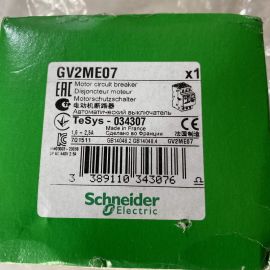 GV2ME07 x1
EAC Motor circuit breaker
Disjoncteur moteur
Motorschutzschalter
电动机断路器
Автоматический выключатель
TeSys - 034307
1,6 - 2,5A
Made in France
Сделано во Франции
法国制造
7Q1511 GB14048.2 GB14048.4 GV2ME07
3 389110 343076
Schneider
Electric